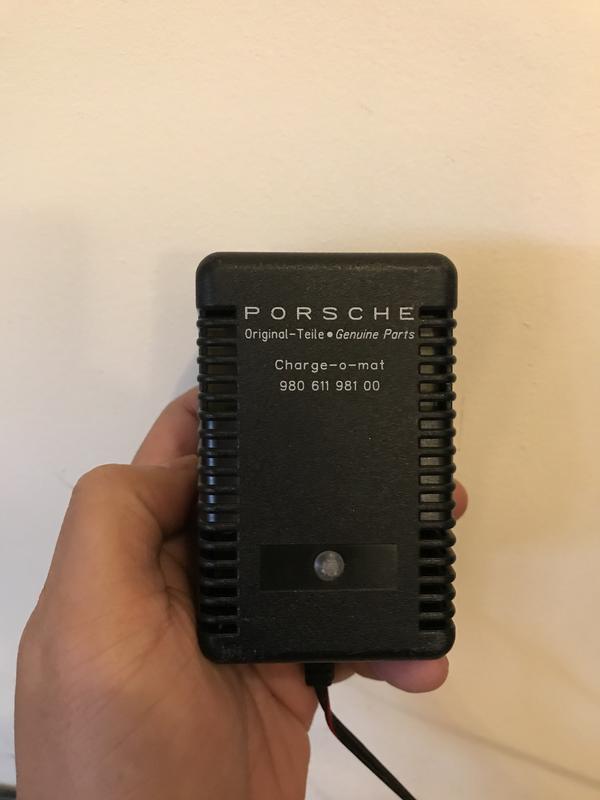 PORSCHE
Original-Teile • Genuine Parts
Charge-o-mat
980 611 981 00